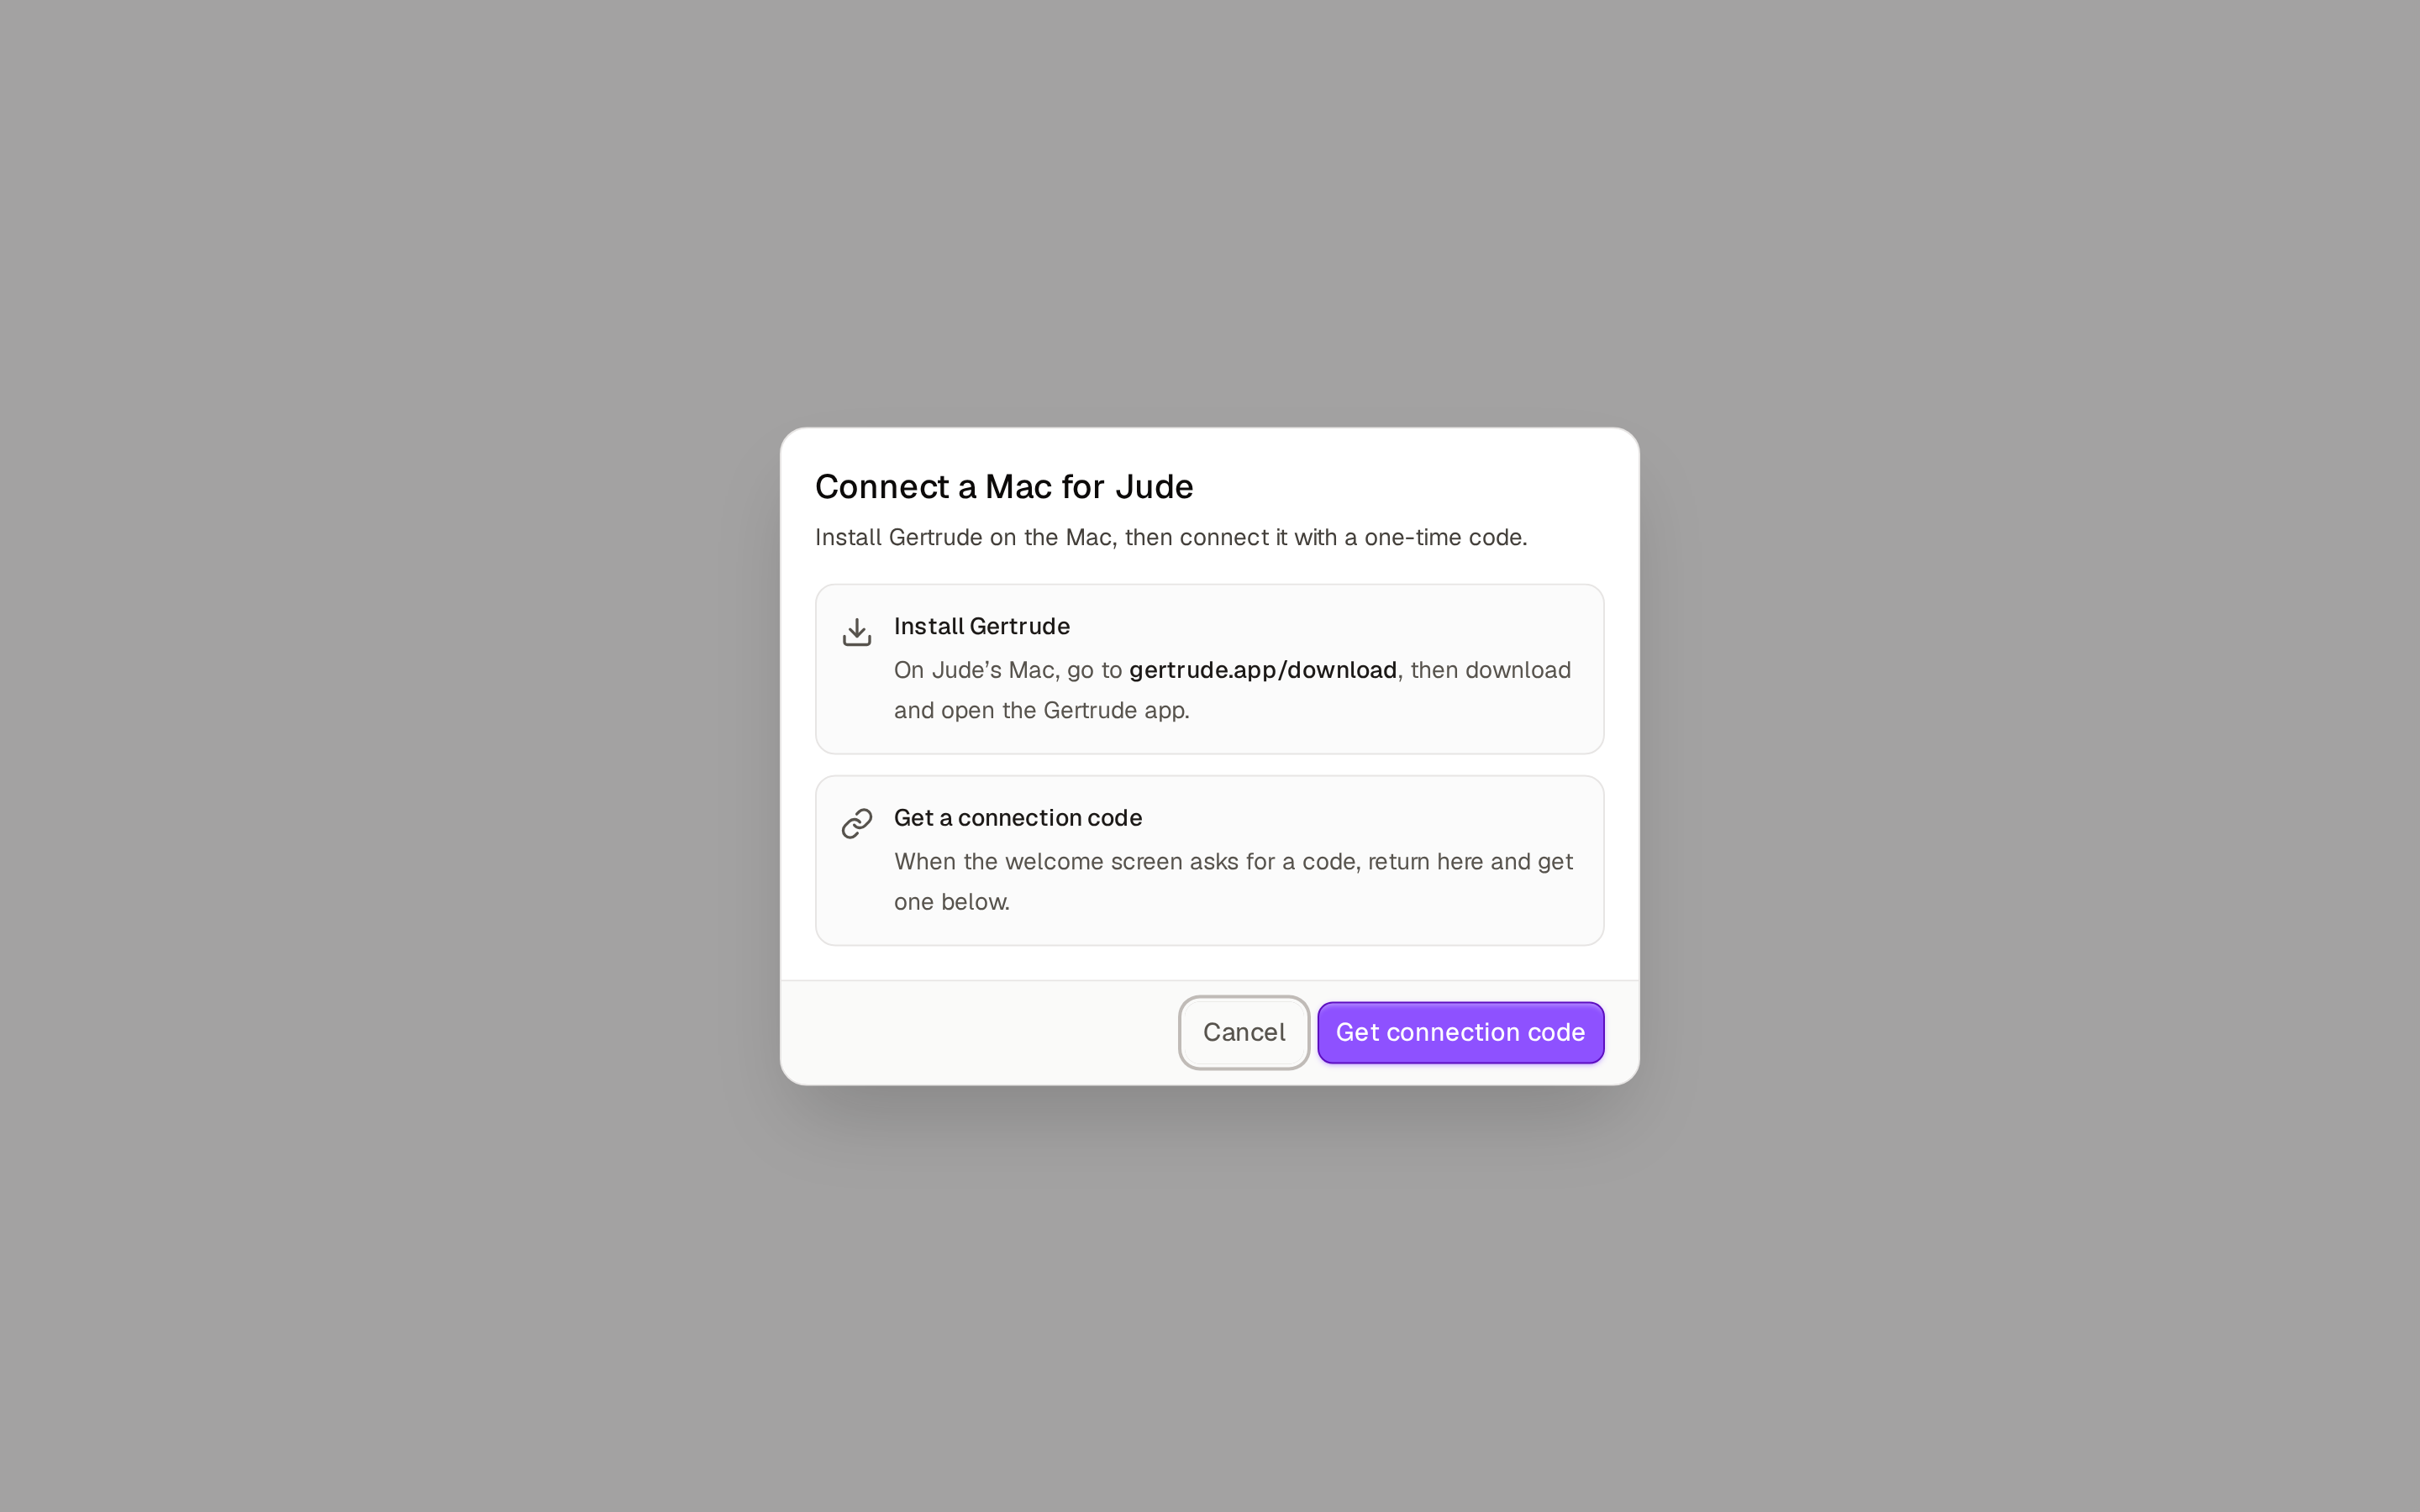 Connect a Mac for Jude
Install Gertrude on the Mac, then connect it with a one-time code.
Install Gertrude
On Jude’s Mac, go to gertrude.app/download, then download
and open the Gertrude app.
Get a connection code
When the welcome screen asks for a code, return here and get
one below.
Cancel
Get connection code